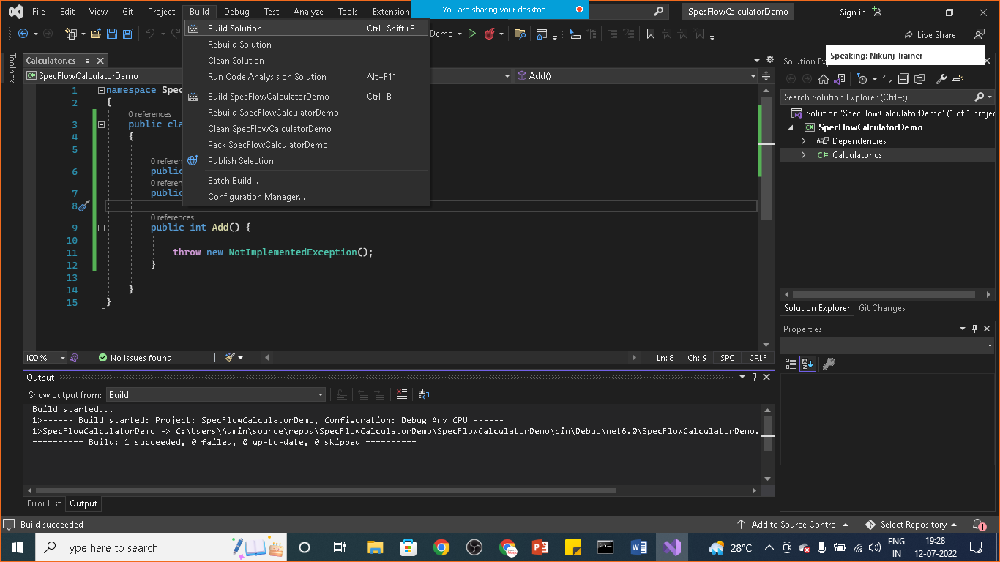 File Edit View Git Project Build Debug Test Analyze Tools Extension
You are sharing your desktop
SpecFlowCalculatorDemo
Sign in
Demo
Live Share
Build Solution Ctrl+Shift+B
Rebuild Solution
Clean Solution
Run Code Analysis on Solution Alt+F11
Build SpecFlowCalculatorDemo Ctrl+B
Rebuild SpecFlowCalculatorDemo
Clean SpecFlowCalculatorDemo
Pack SpecFlowCalculatorDemo
Publish Selection
Batch Build...
Configuration Manager...
Toolbox
Calculator.cs
SpecFlowCalculatorDemo
Add()
1 namespace Spec
2 {
0 references
3 public cla
4 {
5
0 referen
6 public
0 referen
7 public
8
0 references
9 public int Add() {
10
11 throw new NotImplementedException();
12 }
13
14 }
15 }
100 % No issues found Ln: 8 Ch: 9 SPC CRLF
Solution Ex
Speaking: Nikunj Trainer
Search Solution Explorer (Ctrl+;)
Solution 'SpecFlowCalculatorDemo' (1 of 1 projec
C# SpecFlowCalculatorDemo
Dependencies
C# Calculator.cs
Solution Explorer Git Changes
Properties
Output
Show output from: Build
Build started...
1>------ Build started: Project: SpecFlowCalculatorDemo, Configuration: Debug Any CPU ------
1>SpecFlowCalculatorDemo -> C:\Users\Admin\source\repos\SpecFlowCalculatorDemo\SpecFlowCalculatorDemo\bin\Debug\net6.0\SpecFlowCalculatorDemo.
========== Build: 1 succeeded, 0 failed, 0 up-to-date, 0 skipped ==========
Error List Output
Build succeeded
Add to Source Control Select Repository 1
Type here to search
28°C
ENG
IN
19:28
12-07-2022